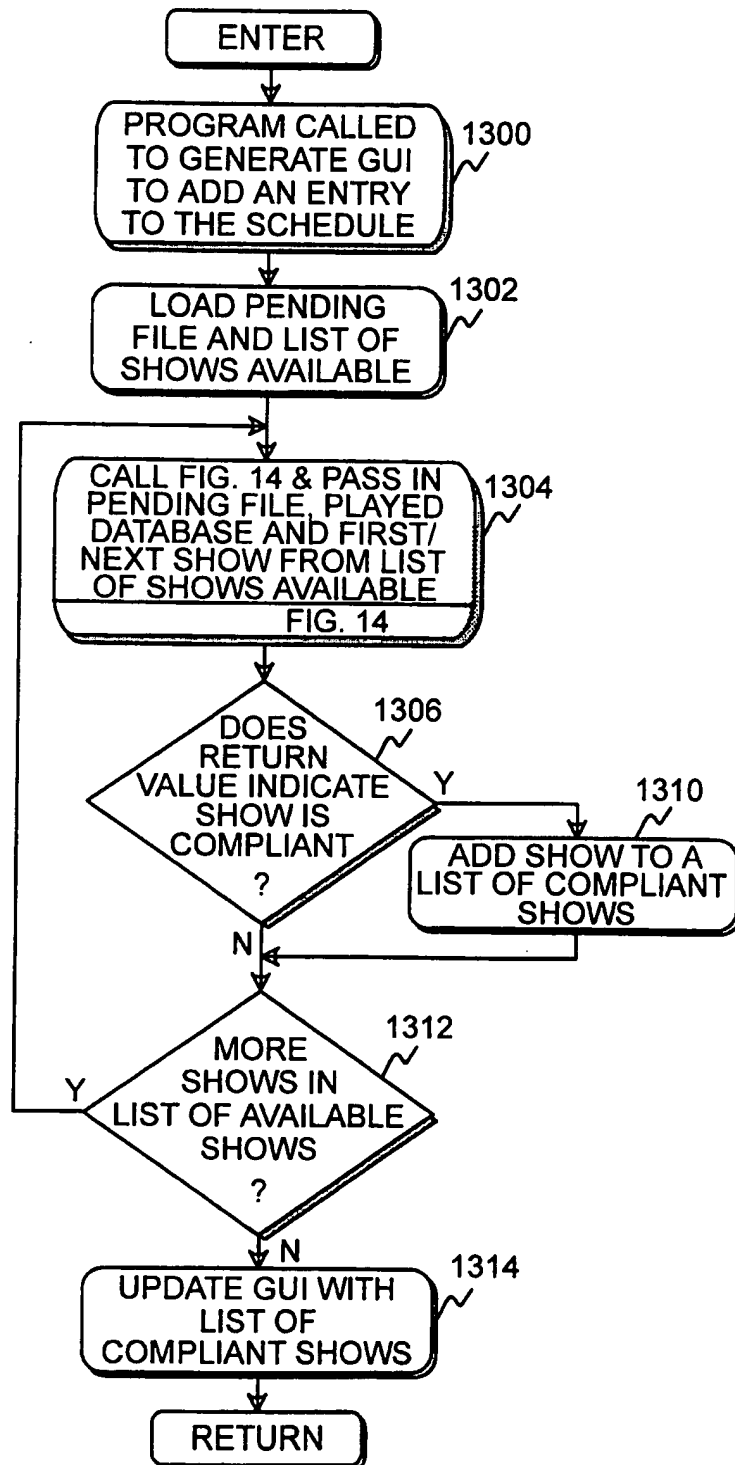 ENTER
PROGRAM CALLED
TO GENERATE GUI
TO ADD AN ENTRY
TO THE SCHEDULE
1300
LOAD PENDING
FILE AND LIST OF
SHOWS AVAILABLE
1302
CALL FIG. 14 & PASS IN
PENDING FILE, PLAYED
DATABASE AND FIRST/
NEXT SHOW FROM LIST
OF SHOWS AVAILABLE
FIG. 14
1304
DOES
RETURN
VALUE INDICATE
SHOW IS
COMPLIANT
?
1306
Y
N
1310
ADD SHOW TO A
LIST OF COMPLIANT
SHOWS
MORE
SHOWS IN
LIST OF AVAILABLE
SHOWS
?
1312
Y
N
UPDATE GUI WITH
LIST OF
COMPLIANT SHOWS
1314
RETURN